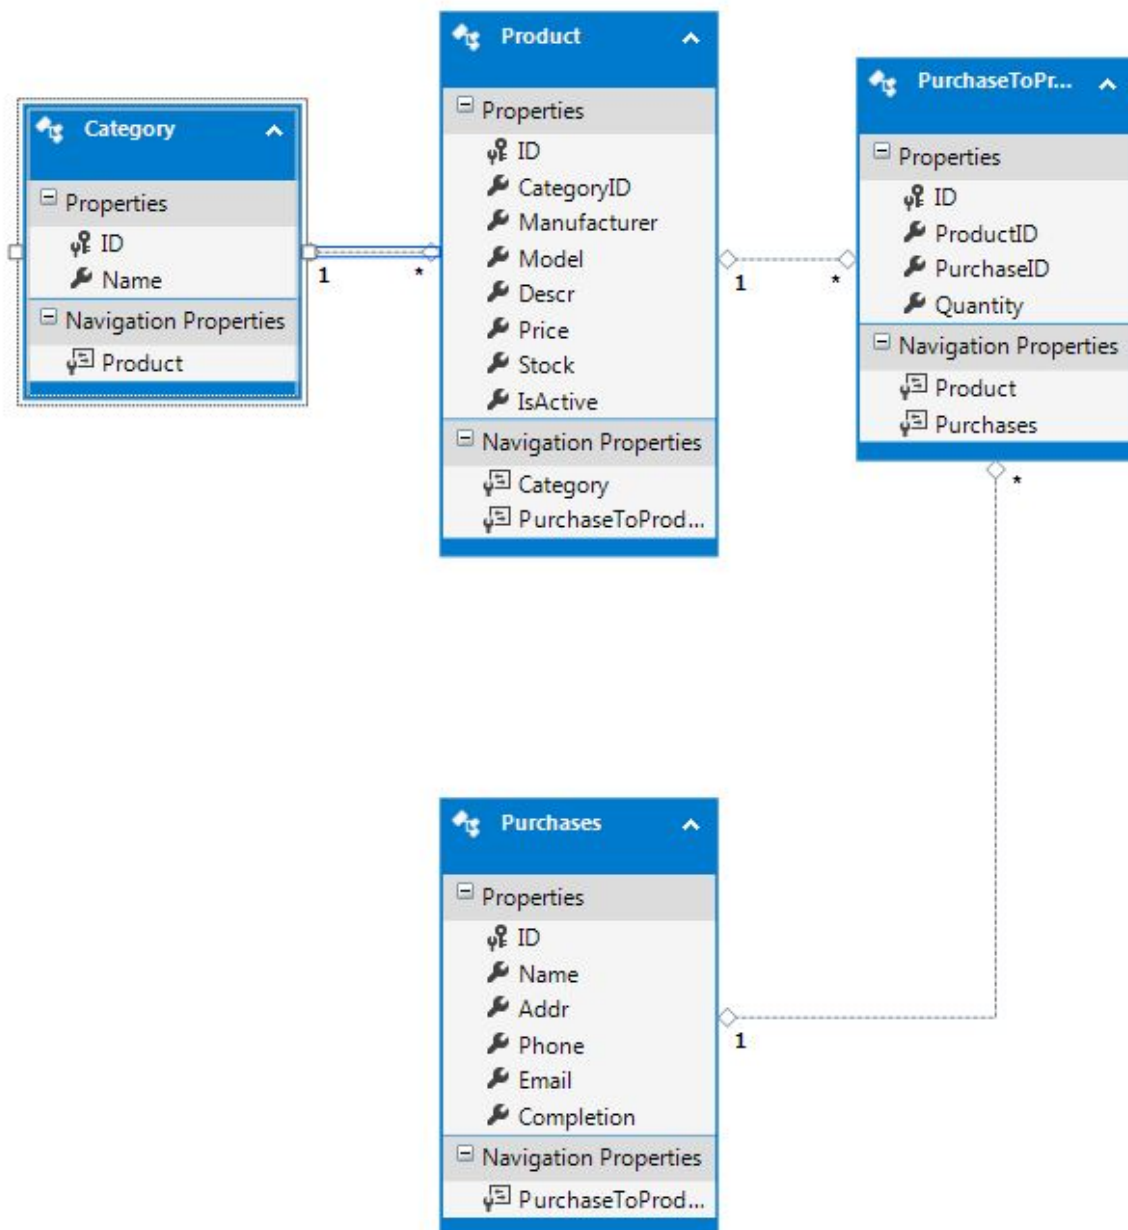 Category
Properties
ID
Name
Navigation Properties
Product
1
*
Product
Properties
ID
CategoryID
Manufacturer
Model
Descr
Price
Stock
IsActive
Navigation Properties
Category
PurchaseToProd...
1
*
PurchaseToPr...
Properties
ID
ProductID
PurchaseID
Quantity
Navigation Properties
Product
Purchases
*
Purchases
Properties
ID
Name
Addr
Phone
Email
Completion
Navigation Properties
PurchaseToProd...
1